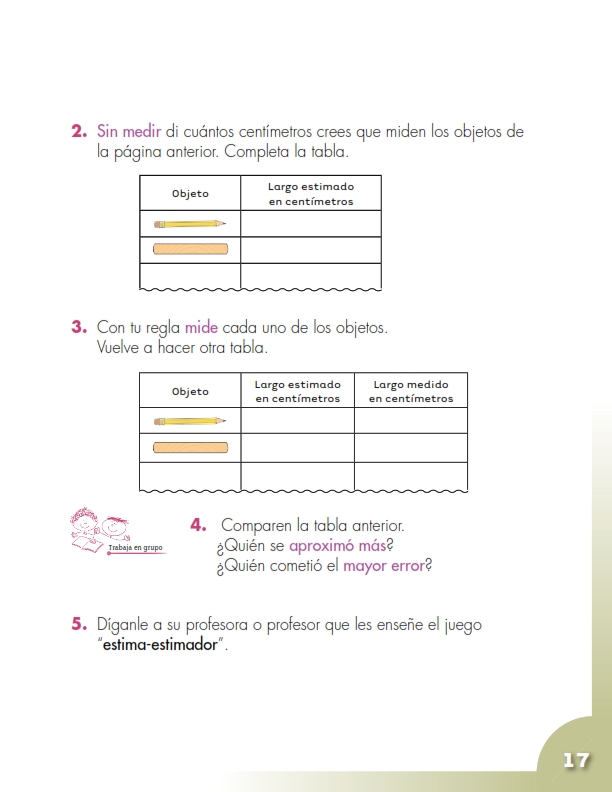 2. Sin medir di cuántos centímetros crees que miden los objetos de
la página anterior. Completa la tabla.
Objeto
Largo estimado
en centímetros
3. Con tu regla mide cada uno de los objetos.
Vuelve a hacer otra tabla.
Objeto
Largo estimado
en centímetros
Largo medido
en centímetros
Trabaja en grupo
4. Comparen la tabla anterior.
¿Quién se aproximó más?
¿Quién cometió el mayor error?
5. Díganle a su profesora o profesor que les enseñe el juego
"estima-estimador".
17